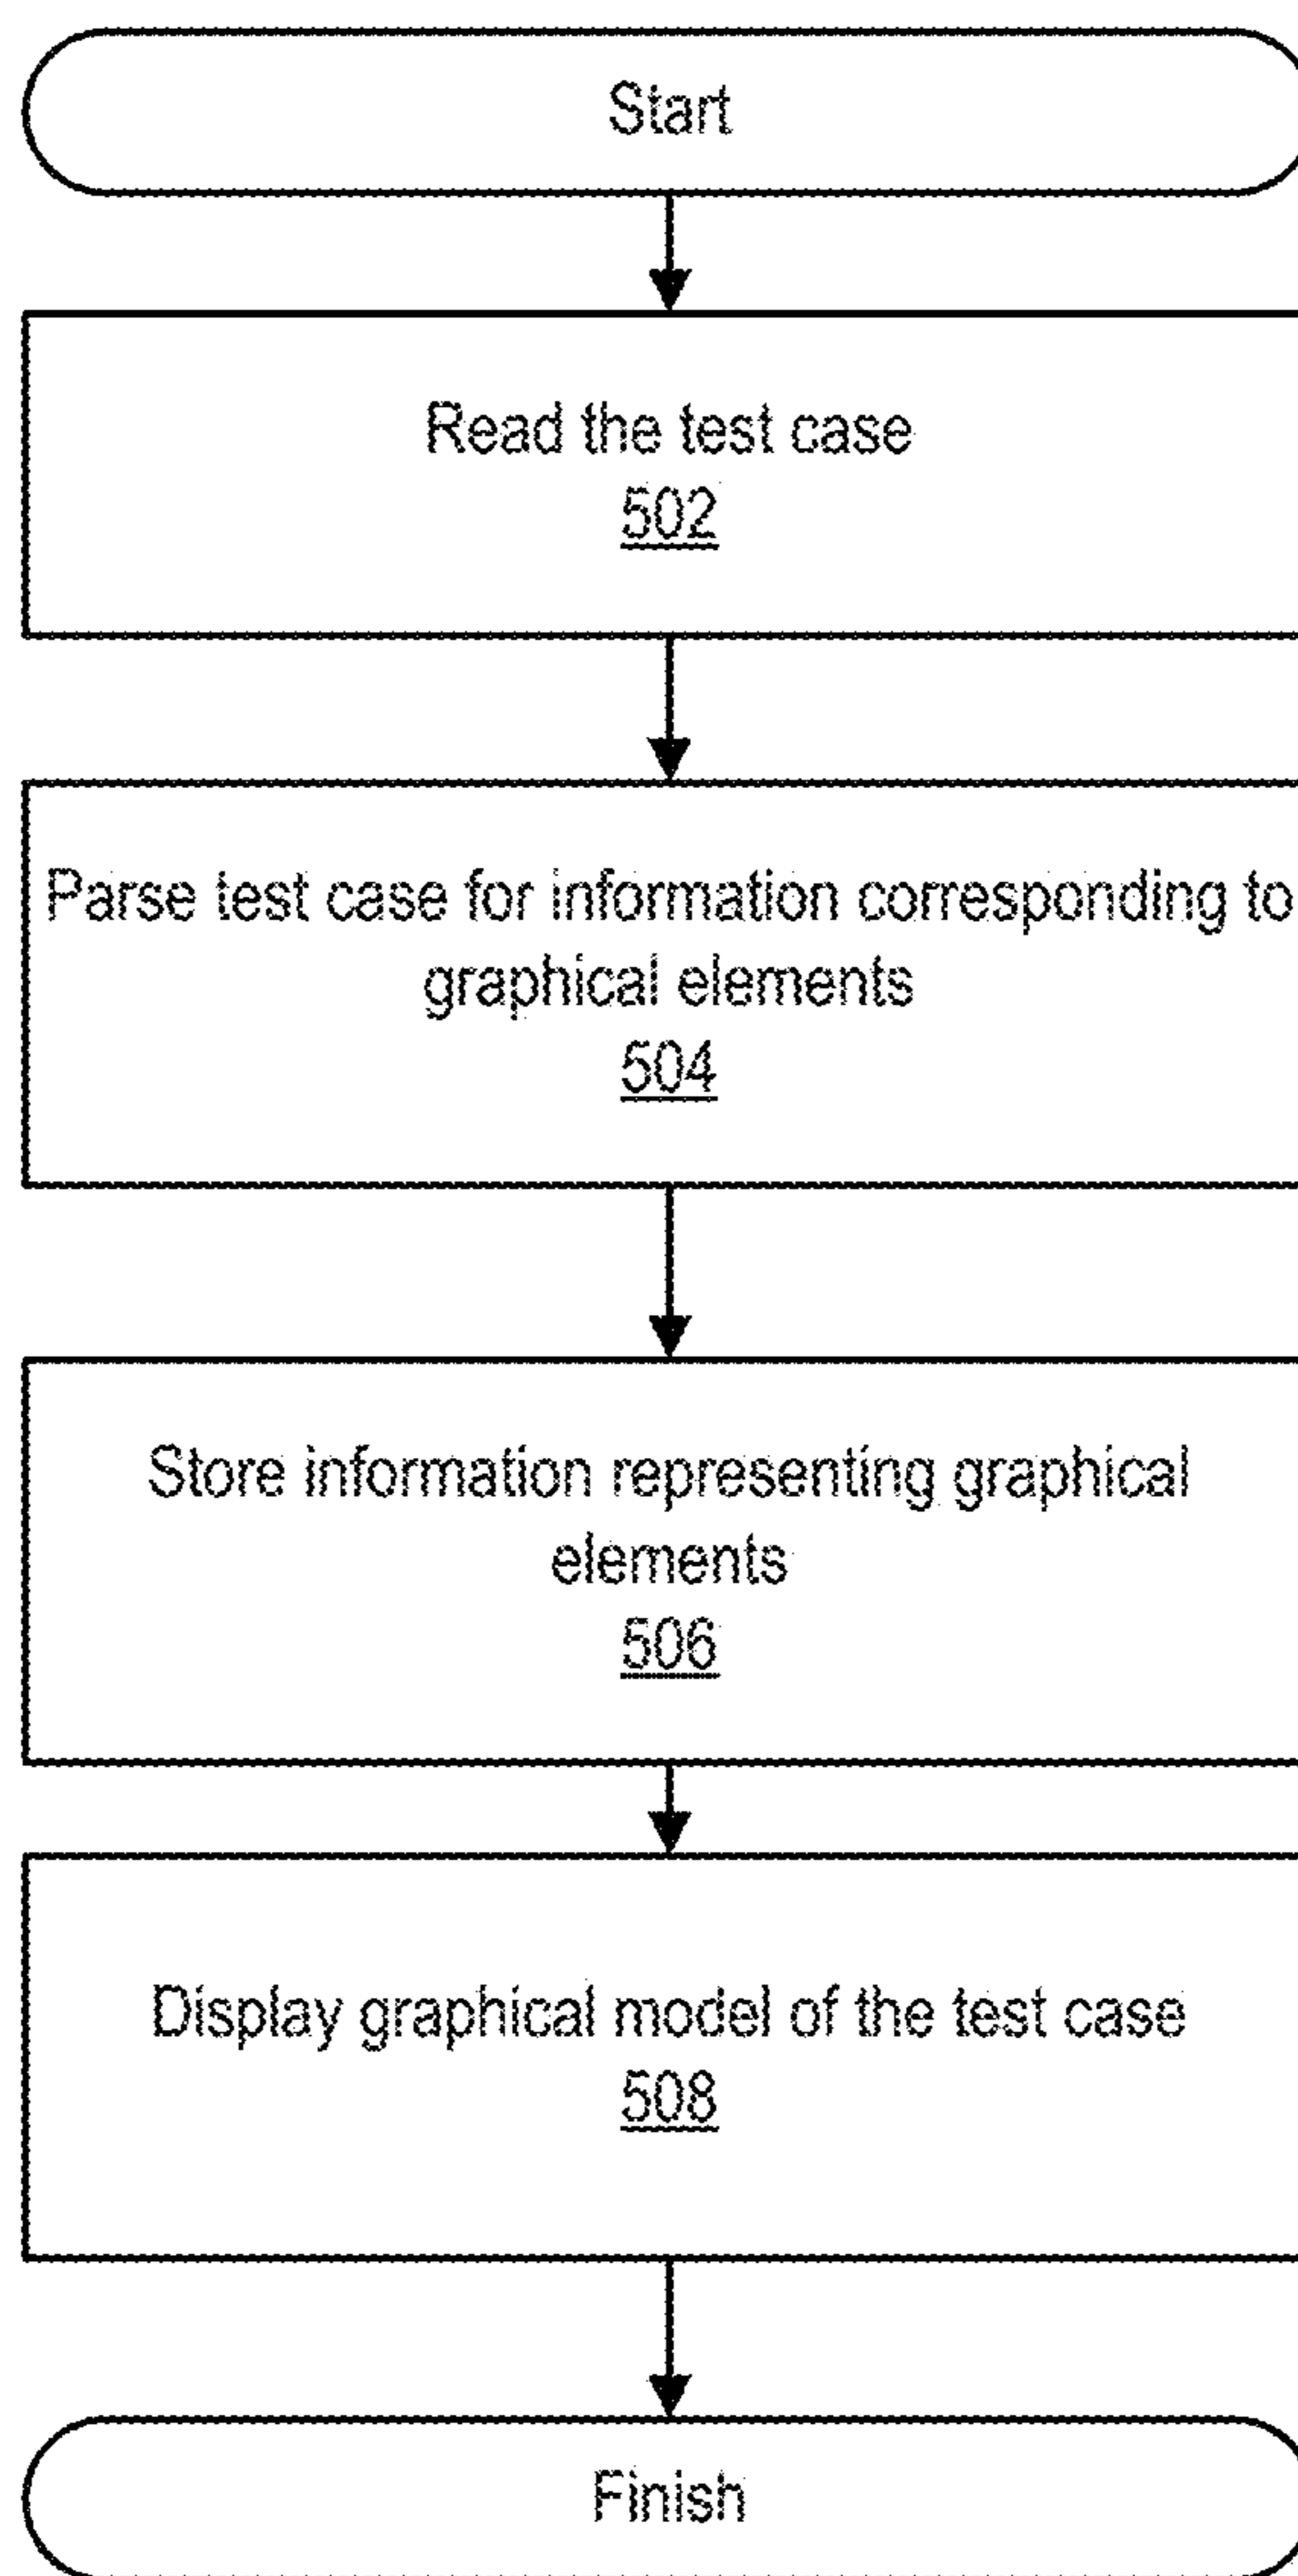 Start
Read the test case
502
Parse test case for information corresponding to
graphical elements
504
Store information representing graphical
elements
506
Display graphical model of the test case
508
Finish